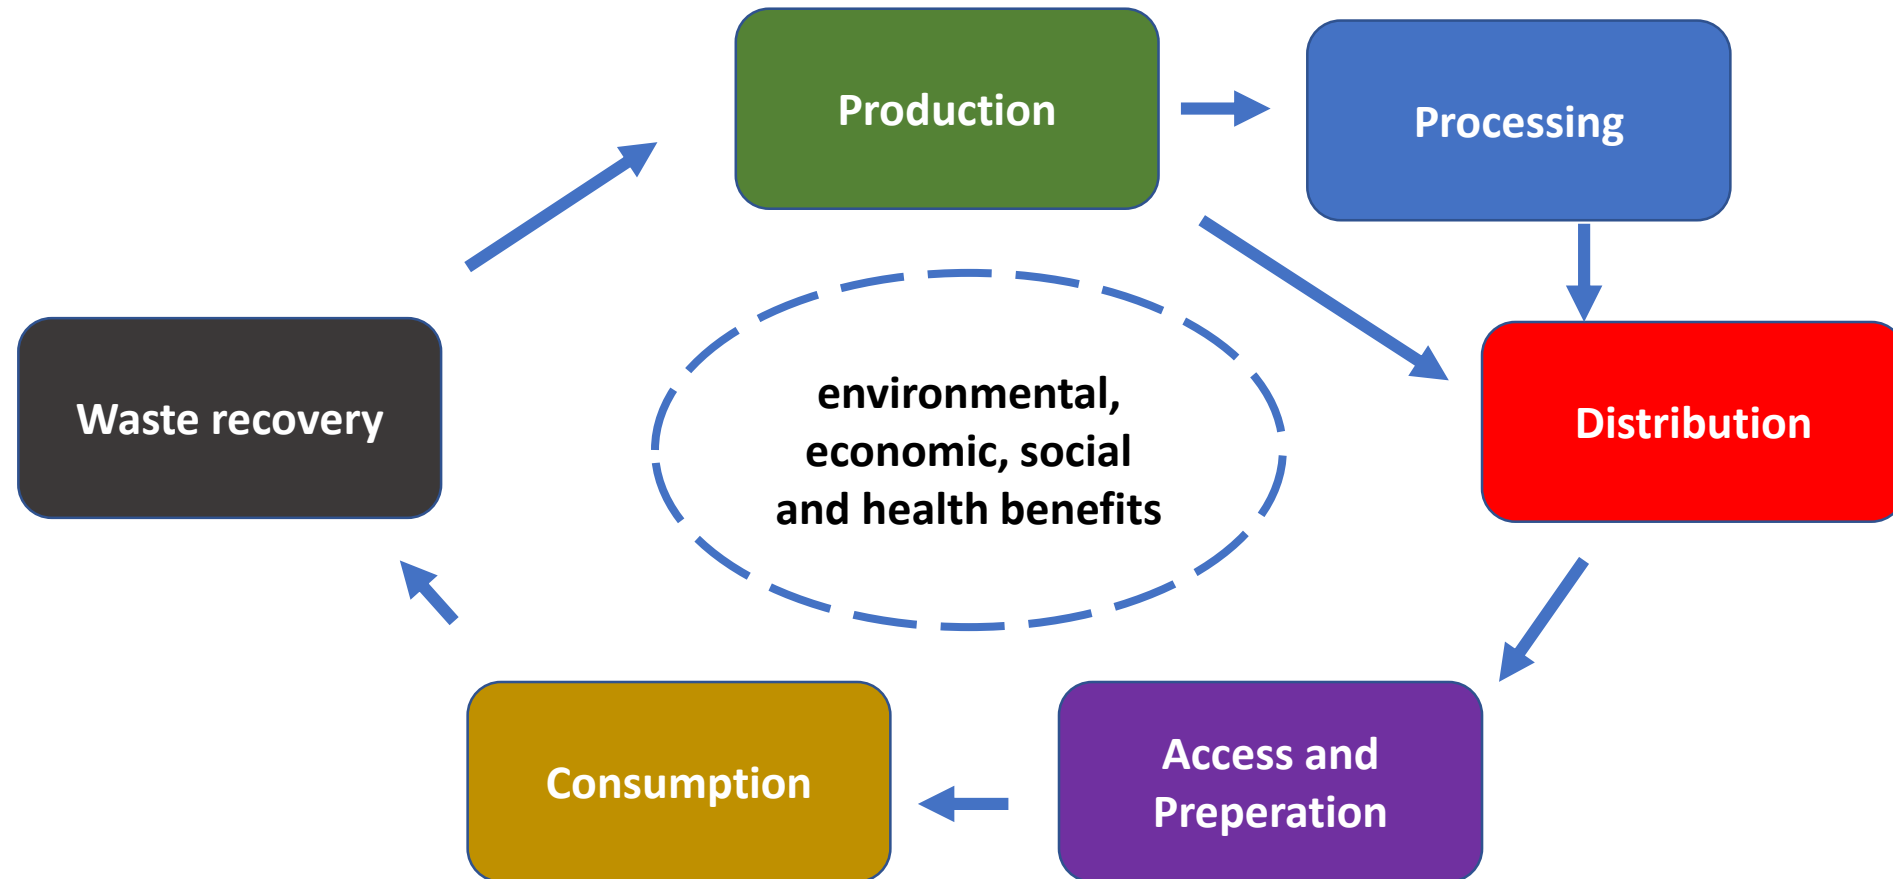 Production
Processing
Waste recovery
environmental,
economic, social
and health benefits
Distribution
Consumption
Access and
Preperation